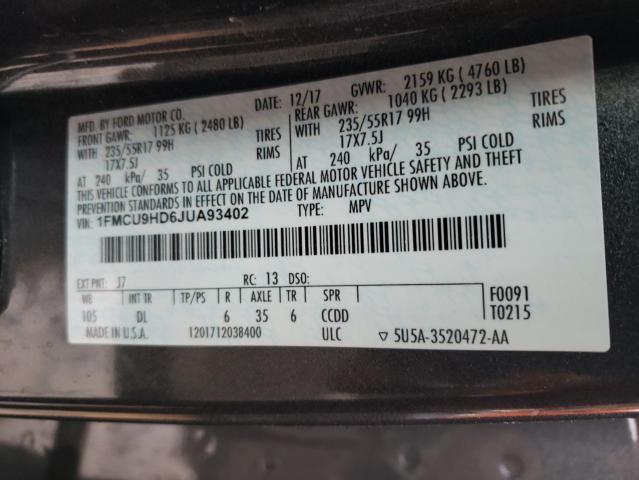 MFD. BY FORD MOTOR CO.
DATE: 12/17
GVWR: 2159 KG ( 4760 LB)
FRONT GAWR: 1125 KG ( 2480 LB)
REAR GAWR: 1040 KG ( 2293 LB)
WITH 235/55R17 99H TIRES
WITH 235/55R17 99H TIRES
17X7.5J RIMS
17X7.5J RIMS
AT 240 kPa/ 35 PSI COLD
AT 240 kPa/ 35 PSI COLD
THIS VEHICLE CONFORMS TO ALL APPLICABLE FEDERAL MOTOR VEHICLE SAFETY AND THEFT
PREVENTION STANDARDS IN EFFECT ON THE DATE OF MANUFACTURE SHOWN ABOVE.
VIN: 1FMCU9HD6JUA93402
TYPE: MPV
EXT PNT: J7 RC: 13 DSO:
WB INT TR TP/PS R AXLE TR SPR
105 DL 6 35 6 CCDD
F0091
T0215
MADE IN U.S.A. 1201712038400 ULC ▽ 5U5A-3520472-AA